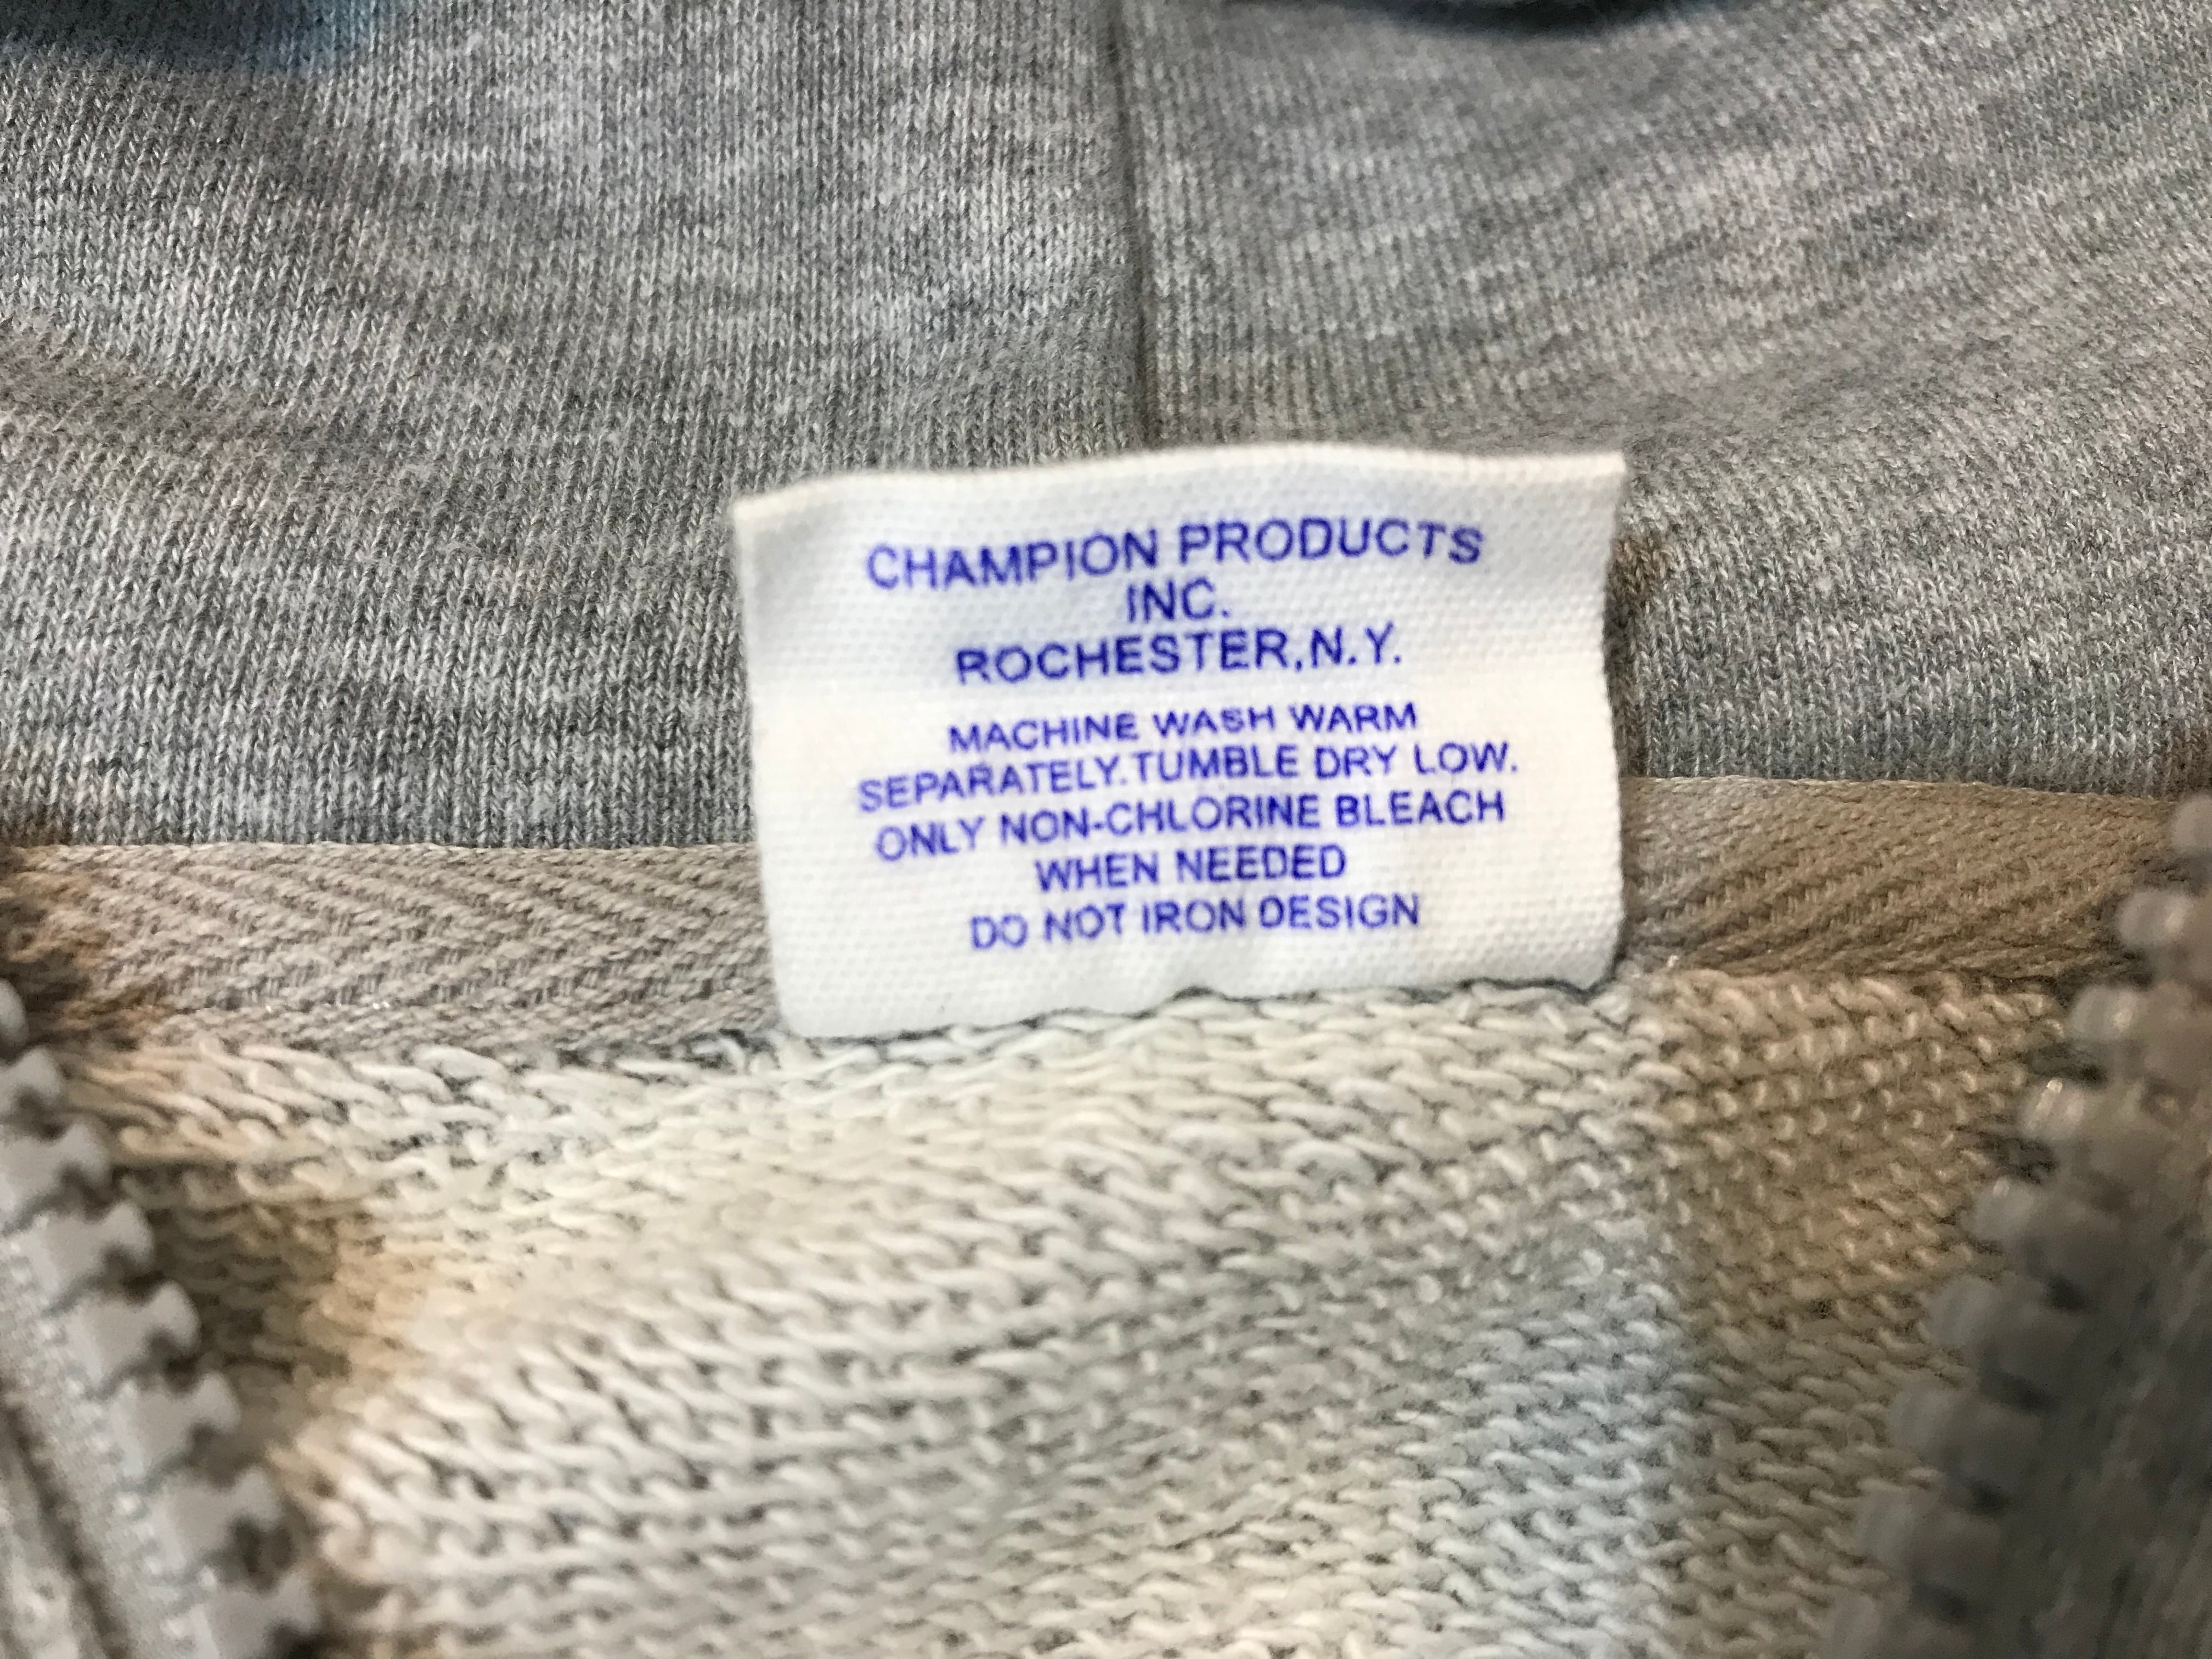 CHAMPION PRODUCTS
INC.
ROCHESTER,N.Y.
MACHINE WASH WARM
SEPARATELY.TUMBLE DRY LOW.
ONLY NON-CHLORINE BLEACH
WHEN NEEDED
DO NOT IRON DESIGN